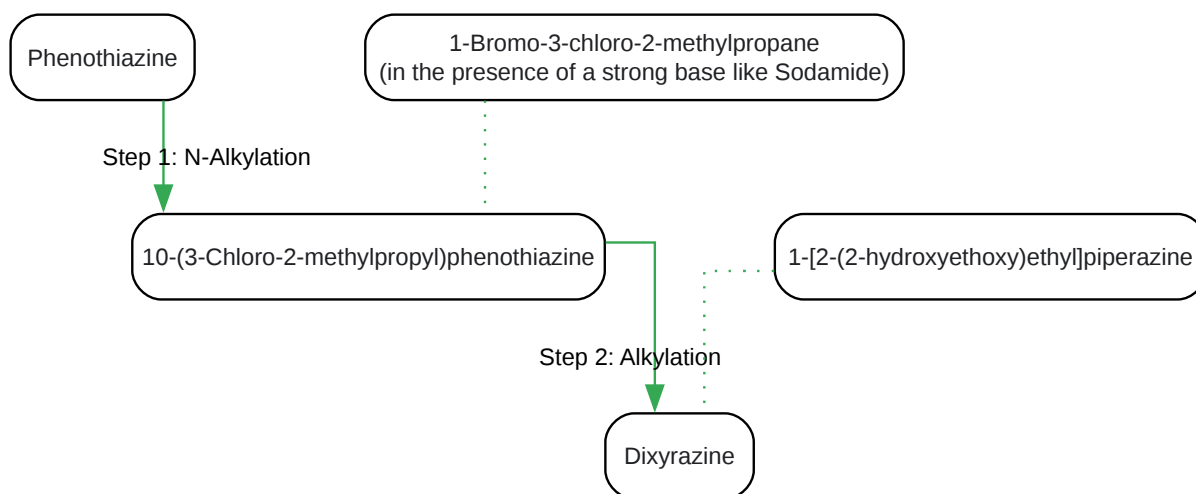 Phenothiazine
1-Bromo-3-chloro-2-methylpropane
(in the presence of a strong base like Sodamide)
Step 1: N-Alkylation
10-(3-Chloro-2-methylpropyl)phenothiazine
1-[2-(2-hydroxyethoxy)ethyl]piperazine
Step 2: Alkylation
Dixyrazine